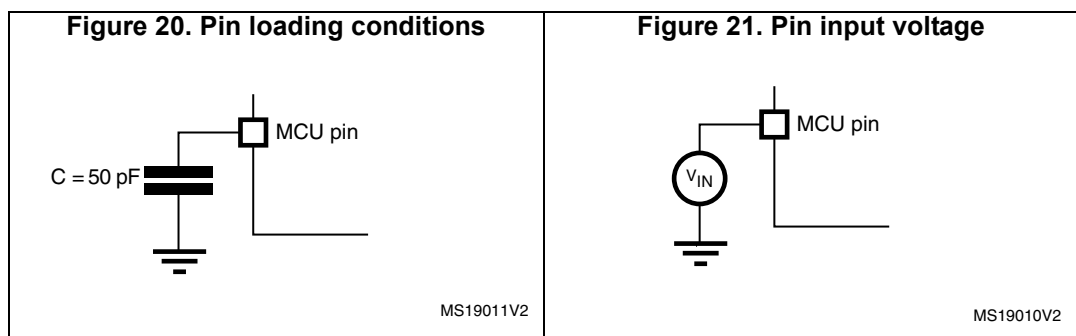 Figure 20. Pin loading conditions
MCU pin
C = 50 pF
MS19011V2
Figure 21. Pin input voltage
MCU pin
VIN
MS19010V2